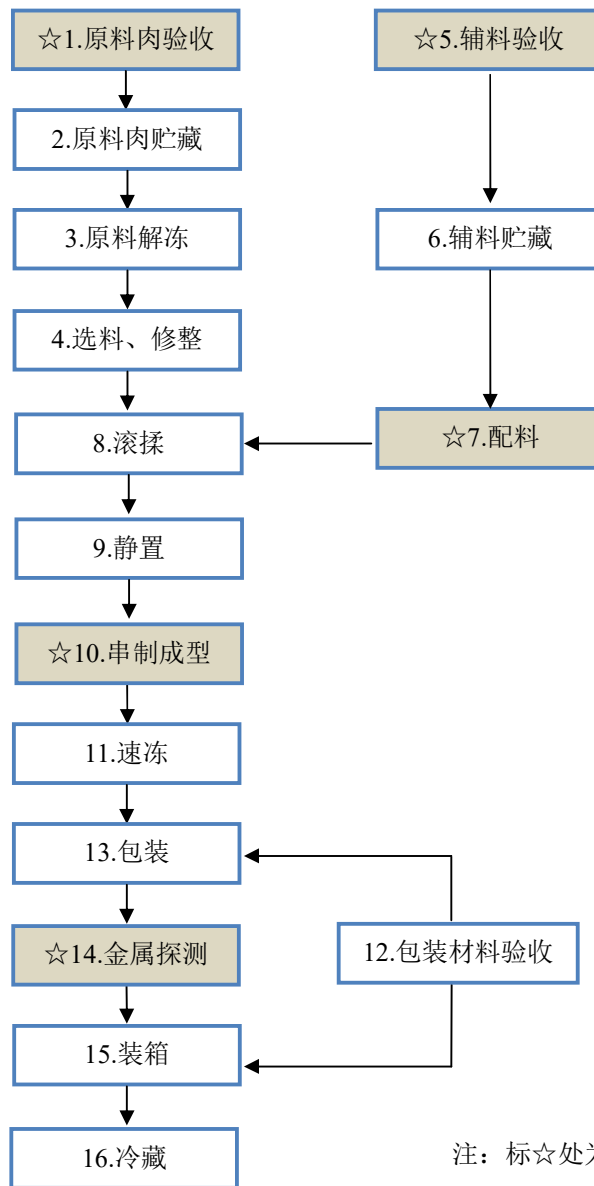 ☆1.原料肉验收
☆5.辅料验收
2.原料肉贮藏
3.原料解冻
6.辅料贮藏
4.选料、修整
8.滚揉
☆7.配料
9.静置
☆10.串制成型
11.速冻
13.包装
☆14.金属探测
12.包装材料验收
15.装箱
16.冷藏
注：标☆处为